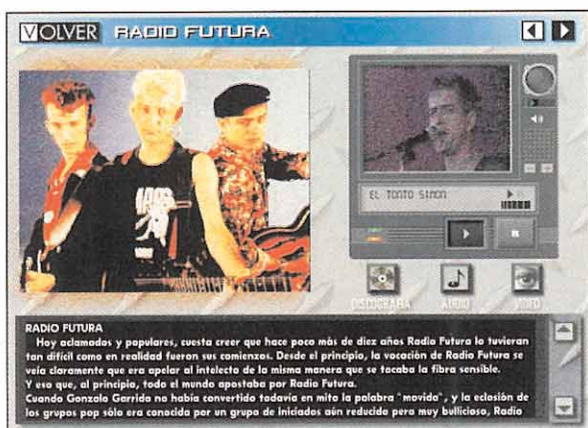 VOLVER RADIO FUTURA
EL TONTO SIMON
DISCOGRAFIA AUDIO VIDEO
RADIO FUTURA
Hoy aclamados y populares, cuesta creer que hace poco más de diez años Radio Futura lo tuvieran
tan difícil como en realidad fueron sus comienzos. Desde el principio, la vocación de Radio Futura se
veía claramente que era apelar al intelecto de la misma manera que se tocaba la fibra sensible.
Y eso que, al principio, todo el mundo apostaba por Radio Futura.
Cuando Gonzalo Garrido no había convertido todavía en mito la palabra "movida", y la eclosión de
los grupos pop sólo era conocida por un grupo de iniciados aún reducido pero muy bullicioso, Radio